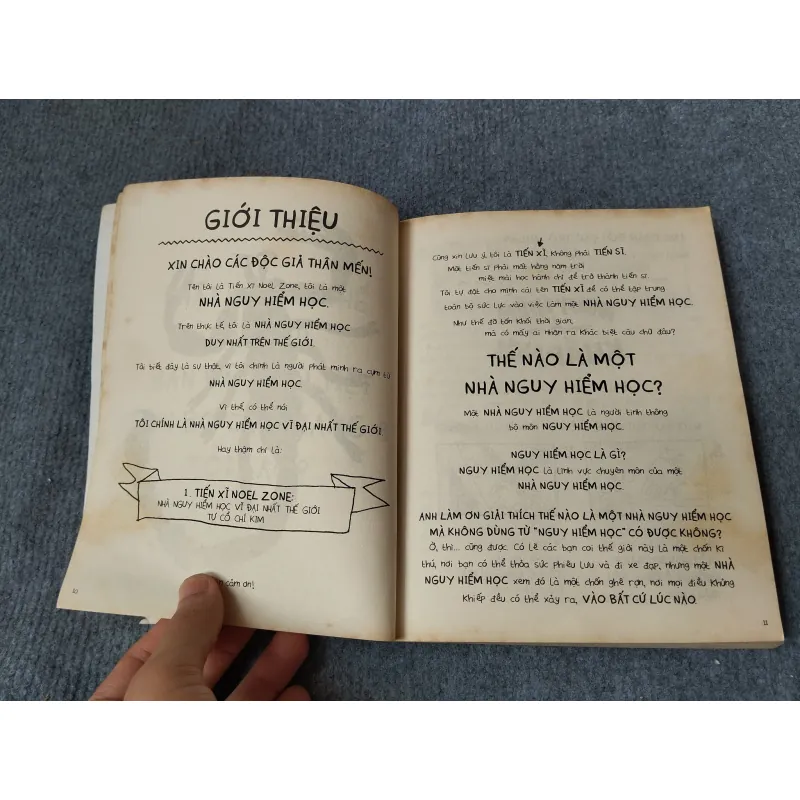 GIỚI THIỆU
XIN CHÀO CÁC ĐỘC GIẢ THÂN MẾN!
Tên tôi là Tiến Xĩ Noel Zone, tôi là một
NHÀ NGUY HIỂM HỌC.
Trên thực tế, tôi là NHÀ NGUY HIỂM HỌC
DUY NHẤT TRÊN THẾ GIỚI.
Tôi biết đây là sự thật, vì tôi chính là người phát minh ra cụm từ
NHÀ NGUY HIỂM HỌC.
Vì thế, có thể nói
TÔI CHÍNH LÀ NHÀ NGUY HIỂM HỌC VĨ ĐẠI NHẤT THẾ GIỚI.
Hay thậm chí là:
1. TIẾN XĨ NOEL ZONE:
NHÀ NGUY HIỂM HỌC VĨ ĐẠI NHẤT THẾ GIỚI
TỪ CỔ CHÍ KIM
cảm ơn!
10
Cũng xin lưu ý, tôi là TIẾN XĨ, không phải TIẾN SĨ.
Một tiến sĩ phải mất hàng năm trời
miệt mài học hành chỉ để trở thành tiến sĩ.
Tôi tự đặt cho mình cái tên TIẾN XĨ để có thể tập trung
toàn bộ sức lực vào việc làm một NHÀ NGUY HIỂM HỌC.
Như thế đỡ tốn khối thời gian,
mà có mấy ai nhận ra khác biệt câu chữ đâu?
THẾ NÀO LÀ MỘT
NHÀ NGUY HIỂM HỌC?
Một NHÀ NGUY HIỂM HỌC là người tinh thông
bộ môn NGUY HIỂM HỌC.
NGUY HIỂM HỌC LÀ GÌ?
NGUY HIỂM HỌC là lĩnh vực chuyên môn của một
NHÀ NGUY HIỂM HỌC.
ANH LÀM ƠN GIẢI THÍCH THẾ NÀO LÀ MỘT NHÀ NGUY HIỂM HỌC
MÀ KHÔNG DÙNG TỪ "NGUY HIỂM HỌC" CÓ ĐƯỢC KHÔNG?
Ờ, thì... cũng được. Có lẽ các bạn coi thế giới này là một chốn kì
thú, nơi bạn có thể thỏa sức phiêu lưu và đi xe đạp, nhưng một NHÀ
NGUY HIỂM HỌC xem đó là một chốn ghê rợn, nơi mọi điều khủng
khiếp đều có thể xảy ra, VÀO BẤT CỨ LÚC NÀO.
11